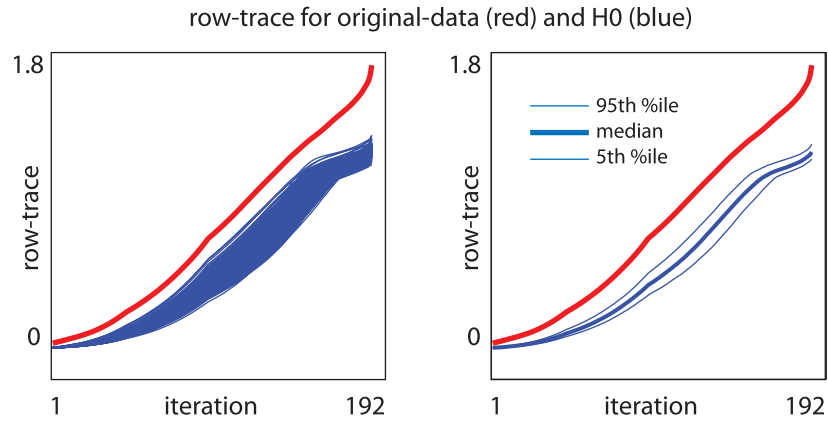 row-trace for original-data (red) and H0 (blue)
1.8
row-trace
0
1 iteration 192
1.8
95th %ile
median
5th %ile
row-trace
0
1 iteration 192